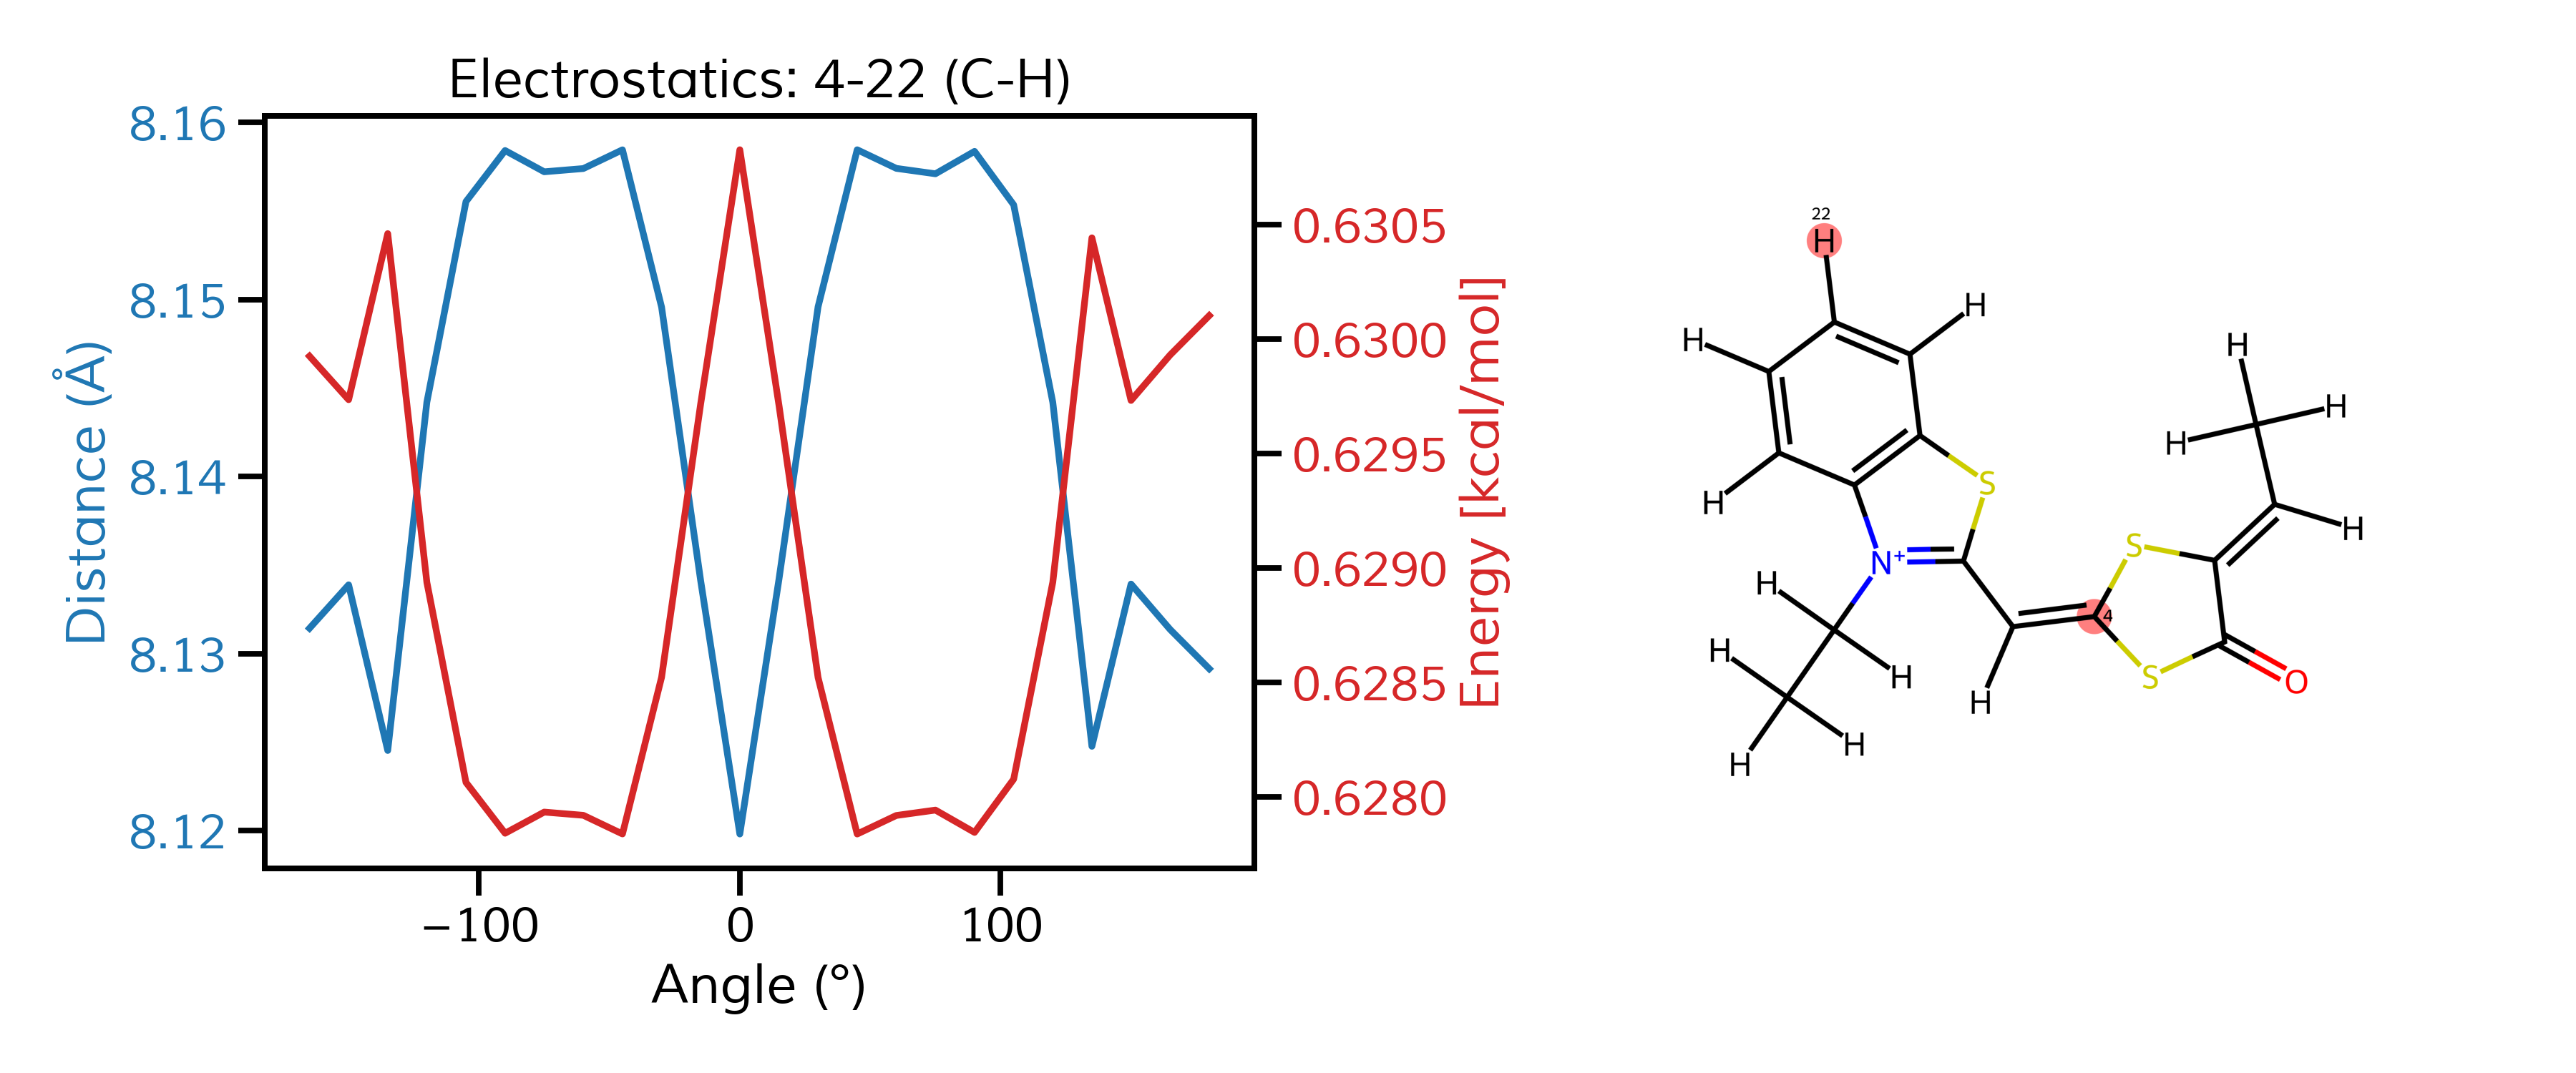 Electrostatics: 4-22 (C-H)
8.16
8.15
8.14
8.13
8.12
Distance (Å)
0.6305
0.6300
0.6295
0.6290
0.6285
0.6280
Energy [kcal/mol]
−100 0 100
Angle (°)
22
H
H
H
H
H
H
H
S
H
S
N⁺
H
4
H
H
S
O
H
H
H